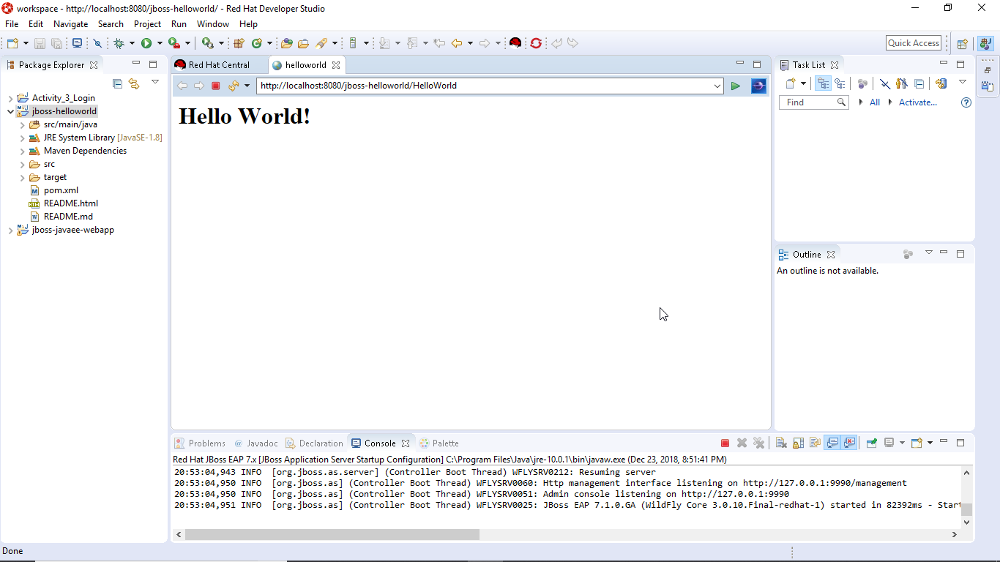 workspace - http://localhost:8080/jboss-helloworld/ - Red Hat Developer Studio
File Edit Navigate Search Project Run Window Help
Quick Access
Package Explorer
Activity_3_Login
jboss-helloworld
src/main/java
JRE System Library [JavaSE-1.8]
Maven Dependencies
src
target
pom.xml
README.html
README.md
jboss-javaee-webapp
Red Hat Central helloworld
http://localhost:8080/jboss-helloworld/HelloWorld
Hello World!
Task List
Find All Activate...
Outline
An outline is not available.
Problems Javadoc Declaration Console Palette
Red Hat JBoss EAP 7.x [JBoss Application Server Startup Configuration] C:\Program Files\Java\jre-10.0.1\bin\javaw.exe (Dec 23, 2018, 8:51:41 PM)
20:53:04,943 INFO [org.jboss.as.server] (Controller Boot Thread) WFLYSRV0212: Resuming server
20:53:04,950 INFO [org.jboss.as] (Controller Boot Thread) WFLYSRV0060: Http management interface listening on http://127.0.0.1:9990/management
20:53:04,950 INFO [org.jboss.as] (Controller Boot Thread) WFLYSRV0051: Admin console listening on http://127.0.0.1:9990
20:53:04,951 INFO [org.jboss.as] (Controller Boot Thread) WFLYSRV0025: JBoss EAP 7.1.0.GA (WildFly Core 3.0.10.Final-redhat-1) started in 82392ms - Start
Done